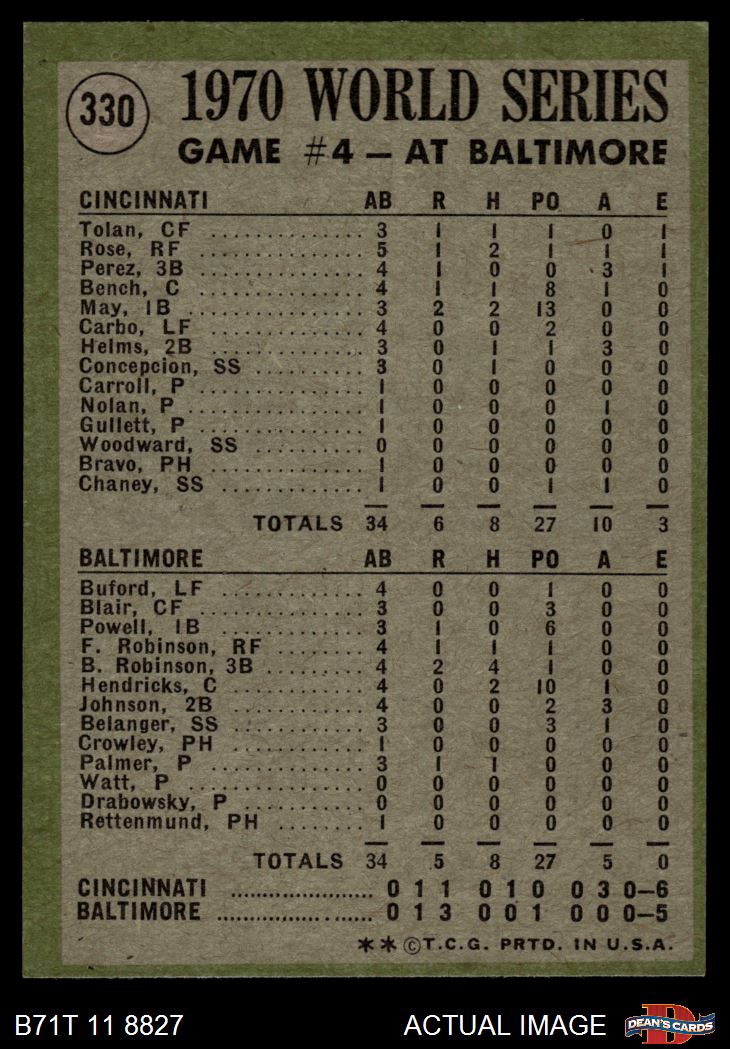 330
1970 WORLD SERIES
GAME #4 — AT BALTIMORE
CINCINNATI AB R H PO A E
Tolan, CF .............. 3 1 1 1 0 1
Rose, RF .............. 5 1 2 1 1 1
Perez, 3B .............. 4 1 0 0 3 1
Bench, C .............. 4 1 1 8 1 0
May, 1B .............. 3 2 2 13 0 0
Carbo, LF .............. 4 0 0 2 0 0
Helms, 2B .............. 3 0 1 1 3 0
Concepcion, SS .......... 3 0 1 0 0 0
Carroll, P .............. 1 0 0 0 0 0
Nolan, P .............. 1 0 0 0 1 0
Gullett, P .............. 1 0 0 0 0 0
Woodward, SS .......... 0 0 0 0 0 0
Bravo, PH .............. 1 0 0 0 0 0
Chaney, SS .............. 1 0 0 1 1 0
TOTALS 34 6 8 27 10 3
BALTIMORE AB R H PO A E
Buford, LF .............. 4 0 0 1 0 0
Blair, CF .............. 3 0 0 3 0 0
Powell, 1B .............. 3 1 0 6 0 0
F. Robinson, RF .......... 4 1 1 1 0 0
B. Robinson, 3B .......... 4 2 4 1 0 0
Hendricks, C ............ 4 0 2 10 1 0
Johnson, 2B ............ 4 0 0 2 3 0
Belanger, SS ............ 3 0 0 3 1 0
Crowley, PH ............ 1 0 0 0 0 0
Palmer, P .............. 3 1 1 0 0 0
Watt, P .............. 0 0 0 0 0 0
Drabowsky, P ............ 0 0 0 0 0 0
Rettenmund, PH ........ 1 0 0 0 0 0
TOTALS 34 5 8 27 5 0
CINCINNATI .................... 0 1 1 0 1 0 0 3 0—6
BALTIMORE .................... 0 1 3 0 0 1 0 0 0—5
**©T.C.G. PRTD. IN U.S.A.
B71T 11 8827 ACTUAL IMAGE D DEAN'S CARDS